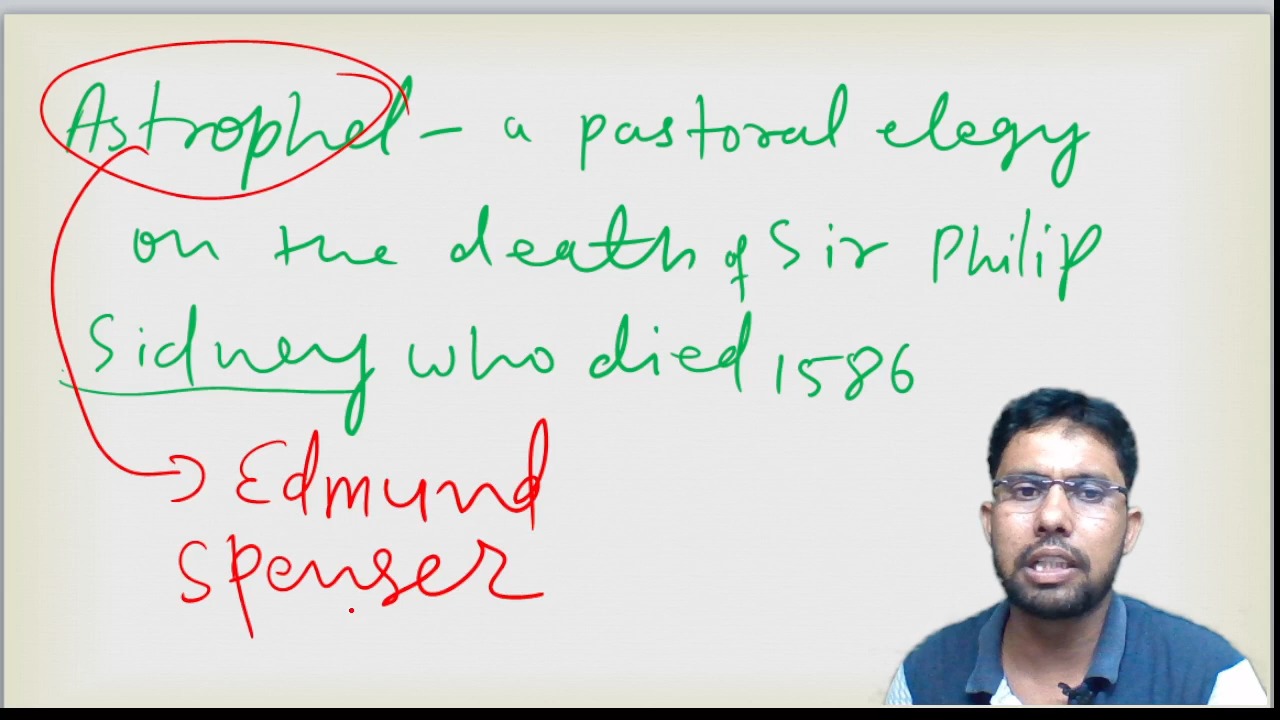 Astrophel – a pastoral elegy
on the death of Sir Philip
Sidney who died 1586
Edmund
Spenser